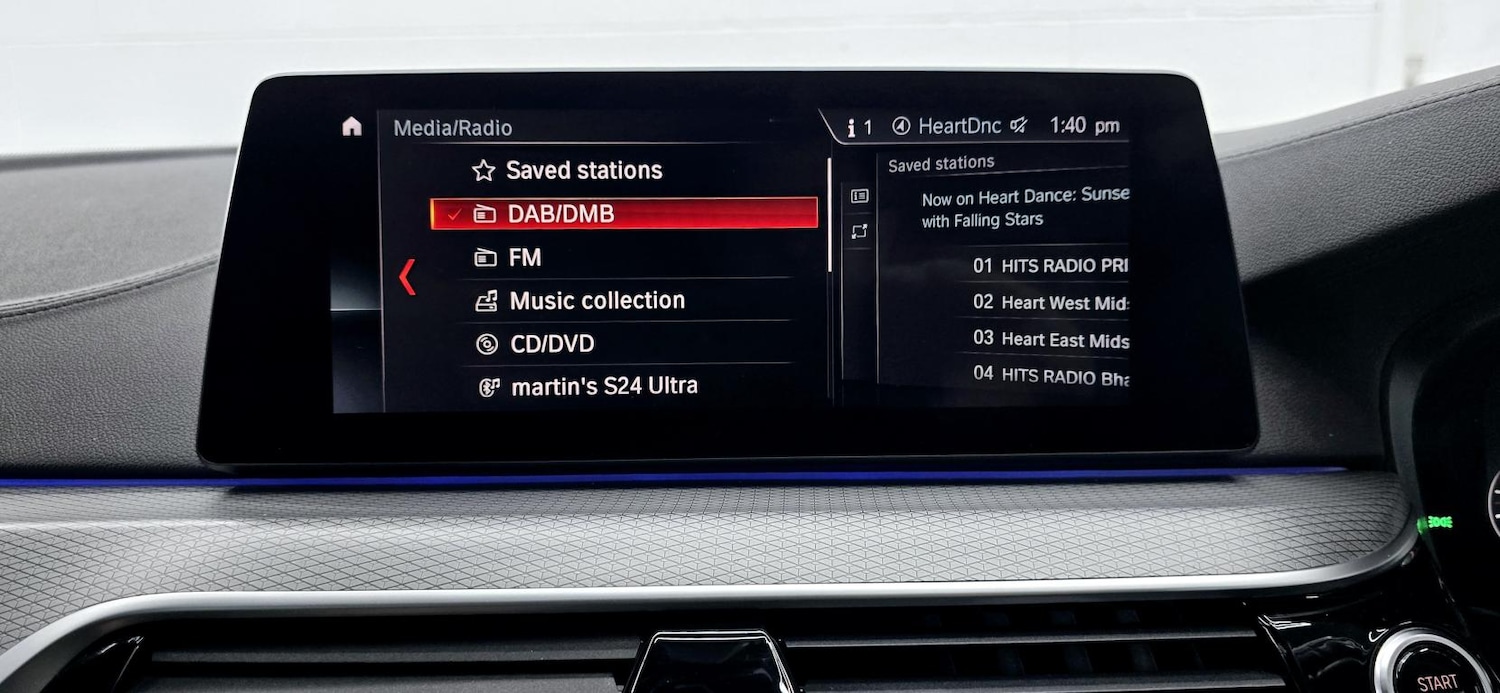 Media/Radio
1 HeartDnc 1:40 pm
Saved stations
DAB/DMB
FM
Music collection
CD/DVD
martin's S24 Ultra
Saved stations
Now on Heart Dance: Sunse
with Falling Stars
01 HITS RADIO PRI
02 Heart West Mid
03 Heart East Mids
04 HITS RADIO Bha
START